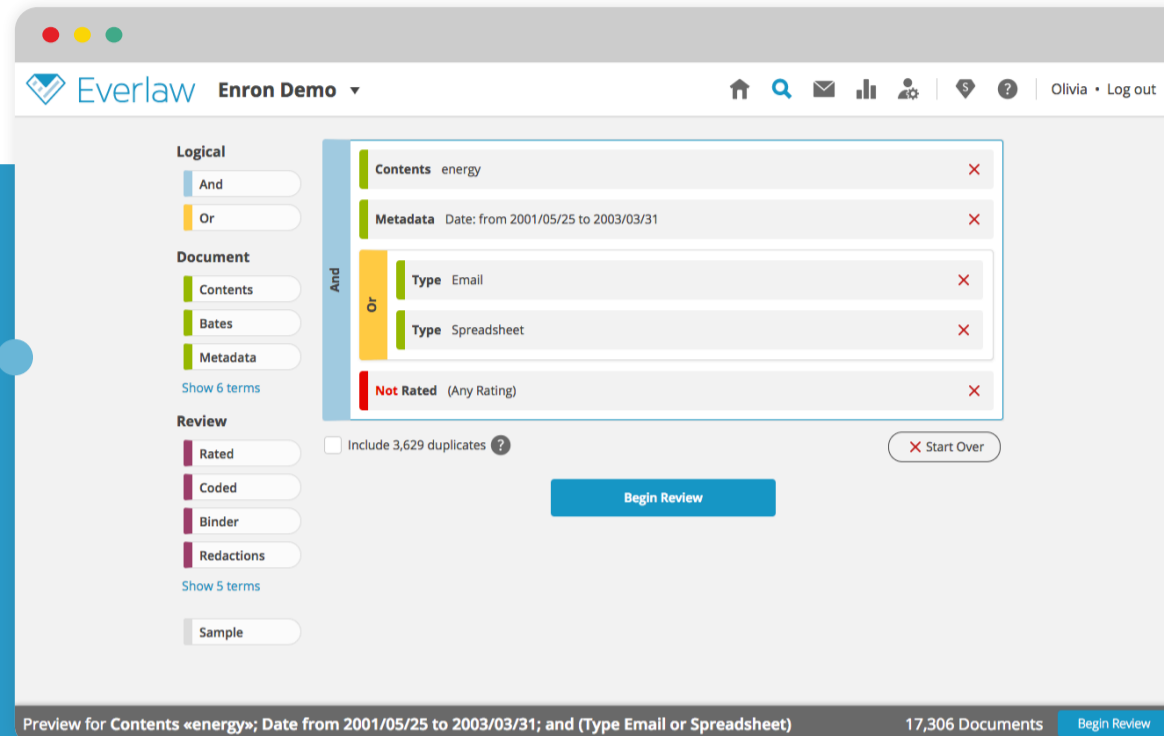 Everlaw Enron Demo S ? Olivia • Log out
Logical
And
Or
Document
Contents
Bates
Metadata
Show 6 terms
Review
Rated
Coded
Binder
Redactions
Show 5 terms
Sample
And
Contents energy
Metadata Date: from 2001/05/25 to 2003/03/31
Or
Type Email
Type Spreadsheet
Not Rated (Any Rating)
Include 3,629 duplicates ?
Start Over
Begin Review
Preview for Contents «energy»; Date from 2001/05/25 to 2003/03/31; and (Type Email or Spreadsheet) 17,306 Documents Begin Review